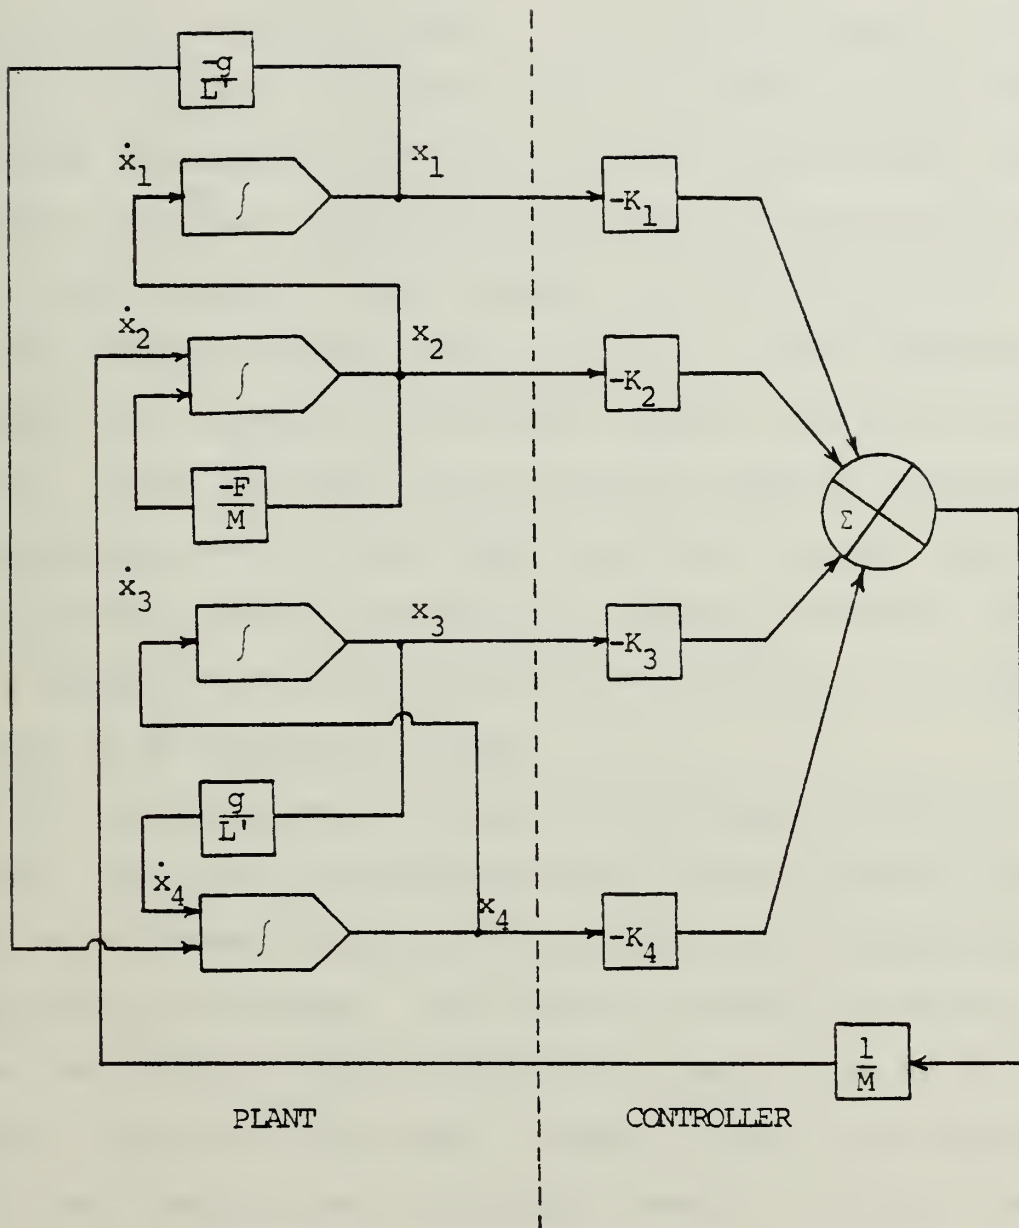 -g
L'
ẋ1
x1
∫
-K1
ẋ2
x2
∫
-K2
-F
M
Σ
ẋ3
x3
∫
-K3
g
L'
ẋ4
x4
∫
-K4
1
M
PLANT
CONTROLLER